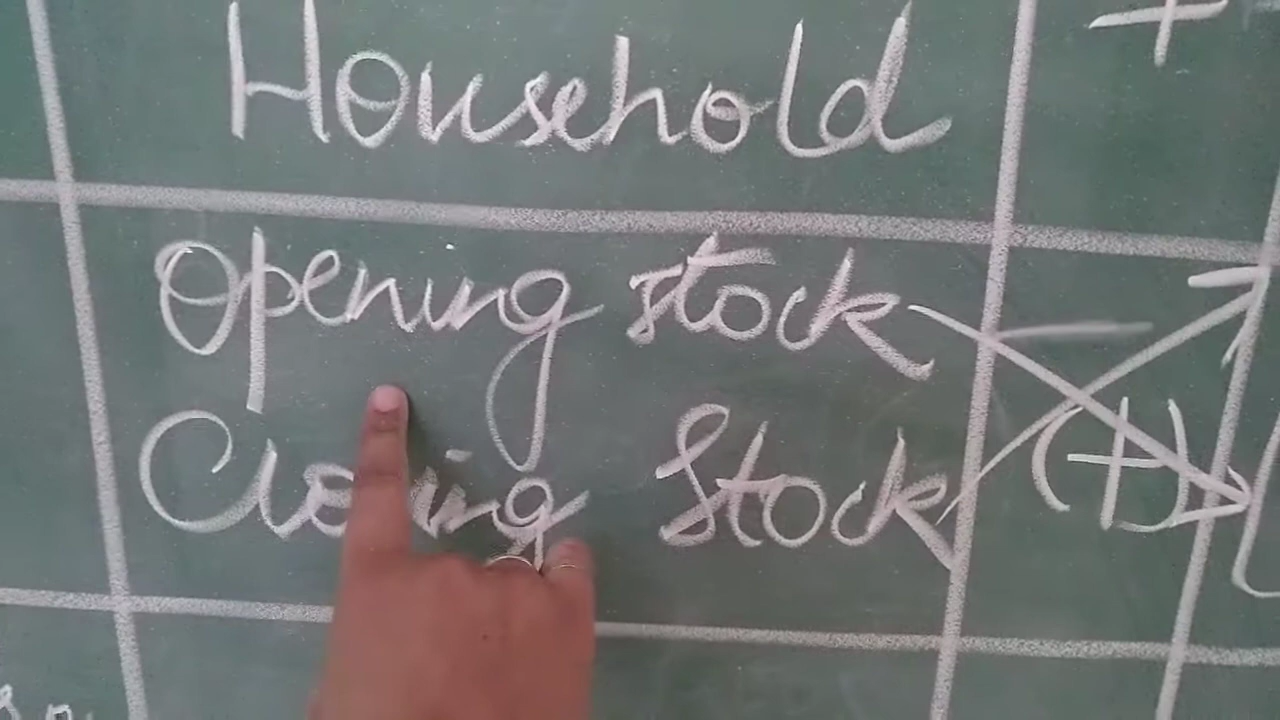 Household +
Opening stock —
Closing Stock (+)